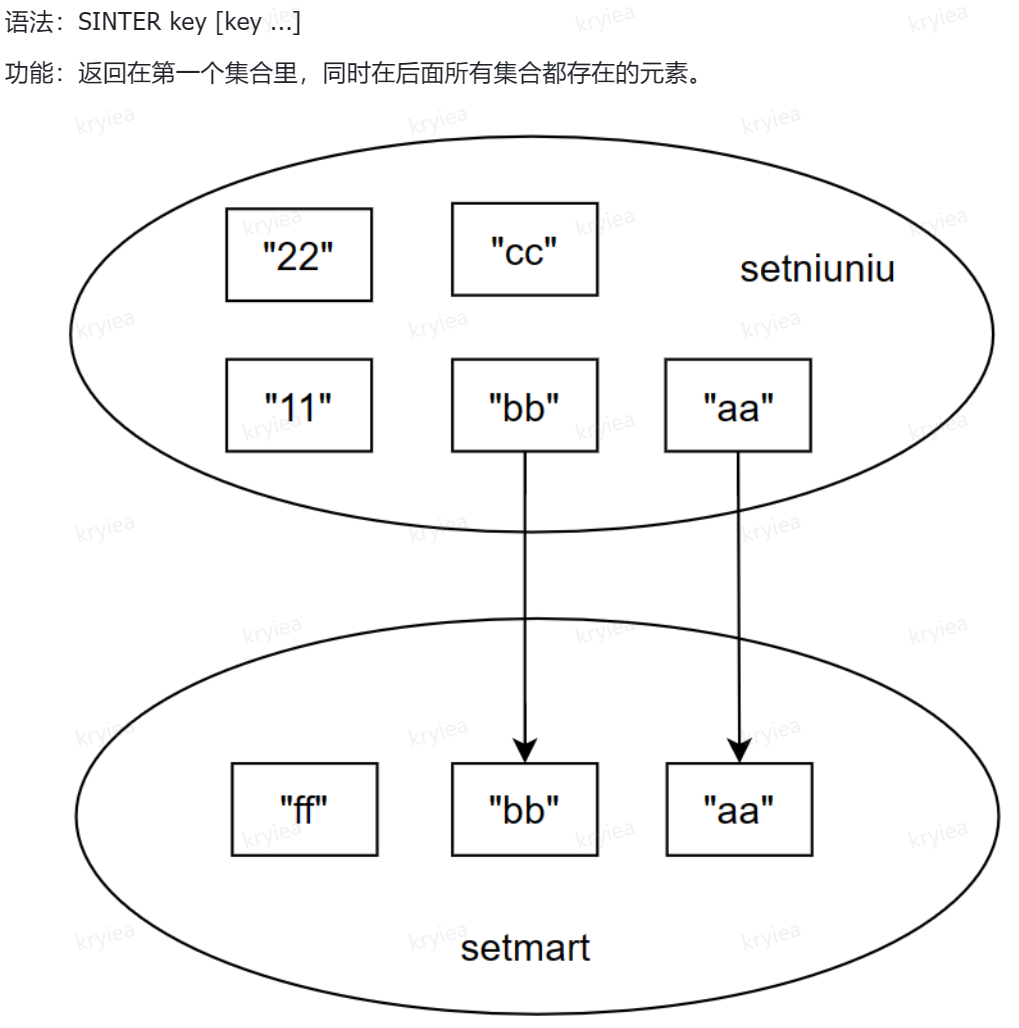 语法：SINTER key [key ...]
功能：返回在第一个集合里，同时在后面所有集合都存在的元素。
"22" "cc"
setniuniu
"11" "bb" "aa"
"ff" "bb" "aa"
setmart
kryiea